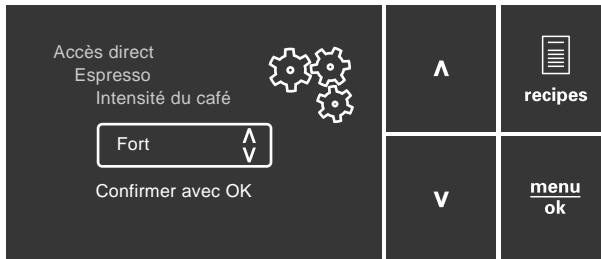 Accès direct
Espresso
Intensité du café
Fort
Confirmer avec OK
recipes
menu
ok